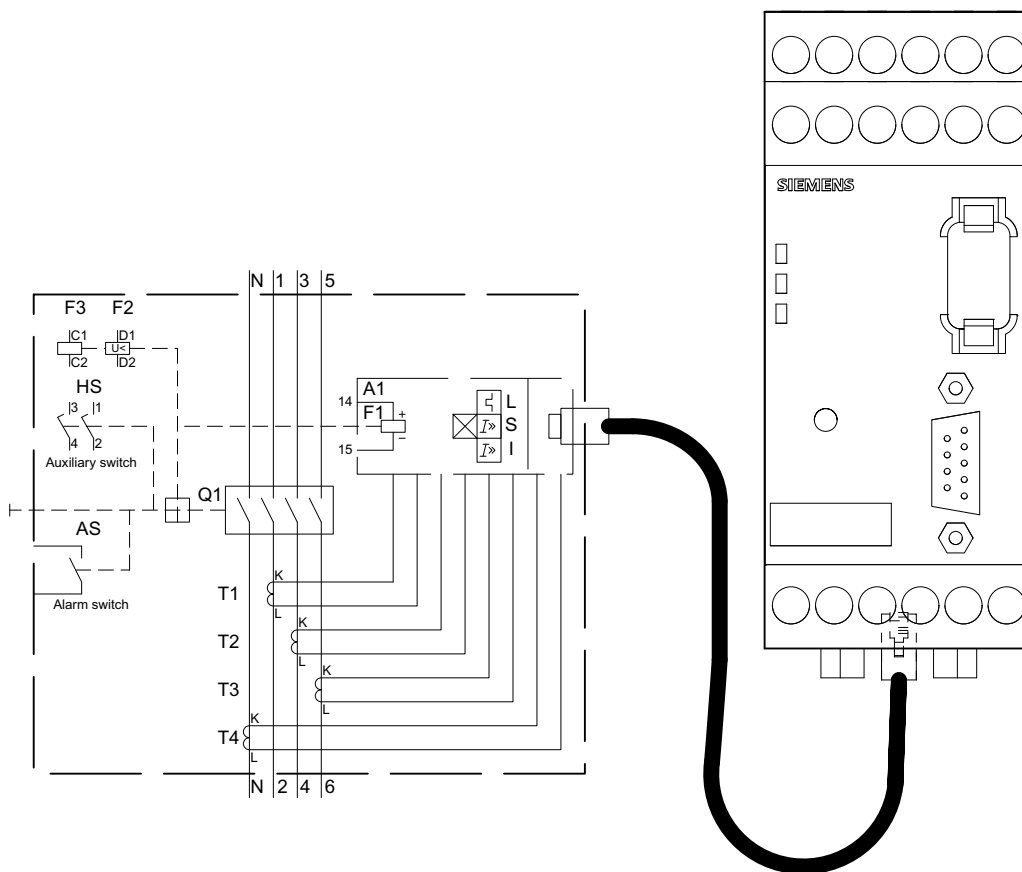 SIEMENS
N 1 3 5
F3 F2
C1 D1
U<
C2 D2
HS
3 1
4 2
Auxiliary switch
A1
14
F1
+
–
15
L
S
I
I»
I»
Q1
AS
Alarm switch
T1
K
L
T2
K
L
T3
K
L
T4
K
L
N 2 4 6